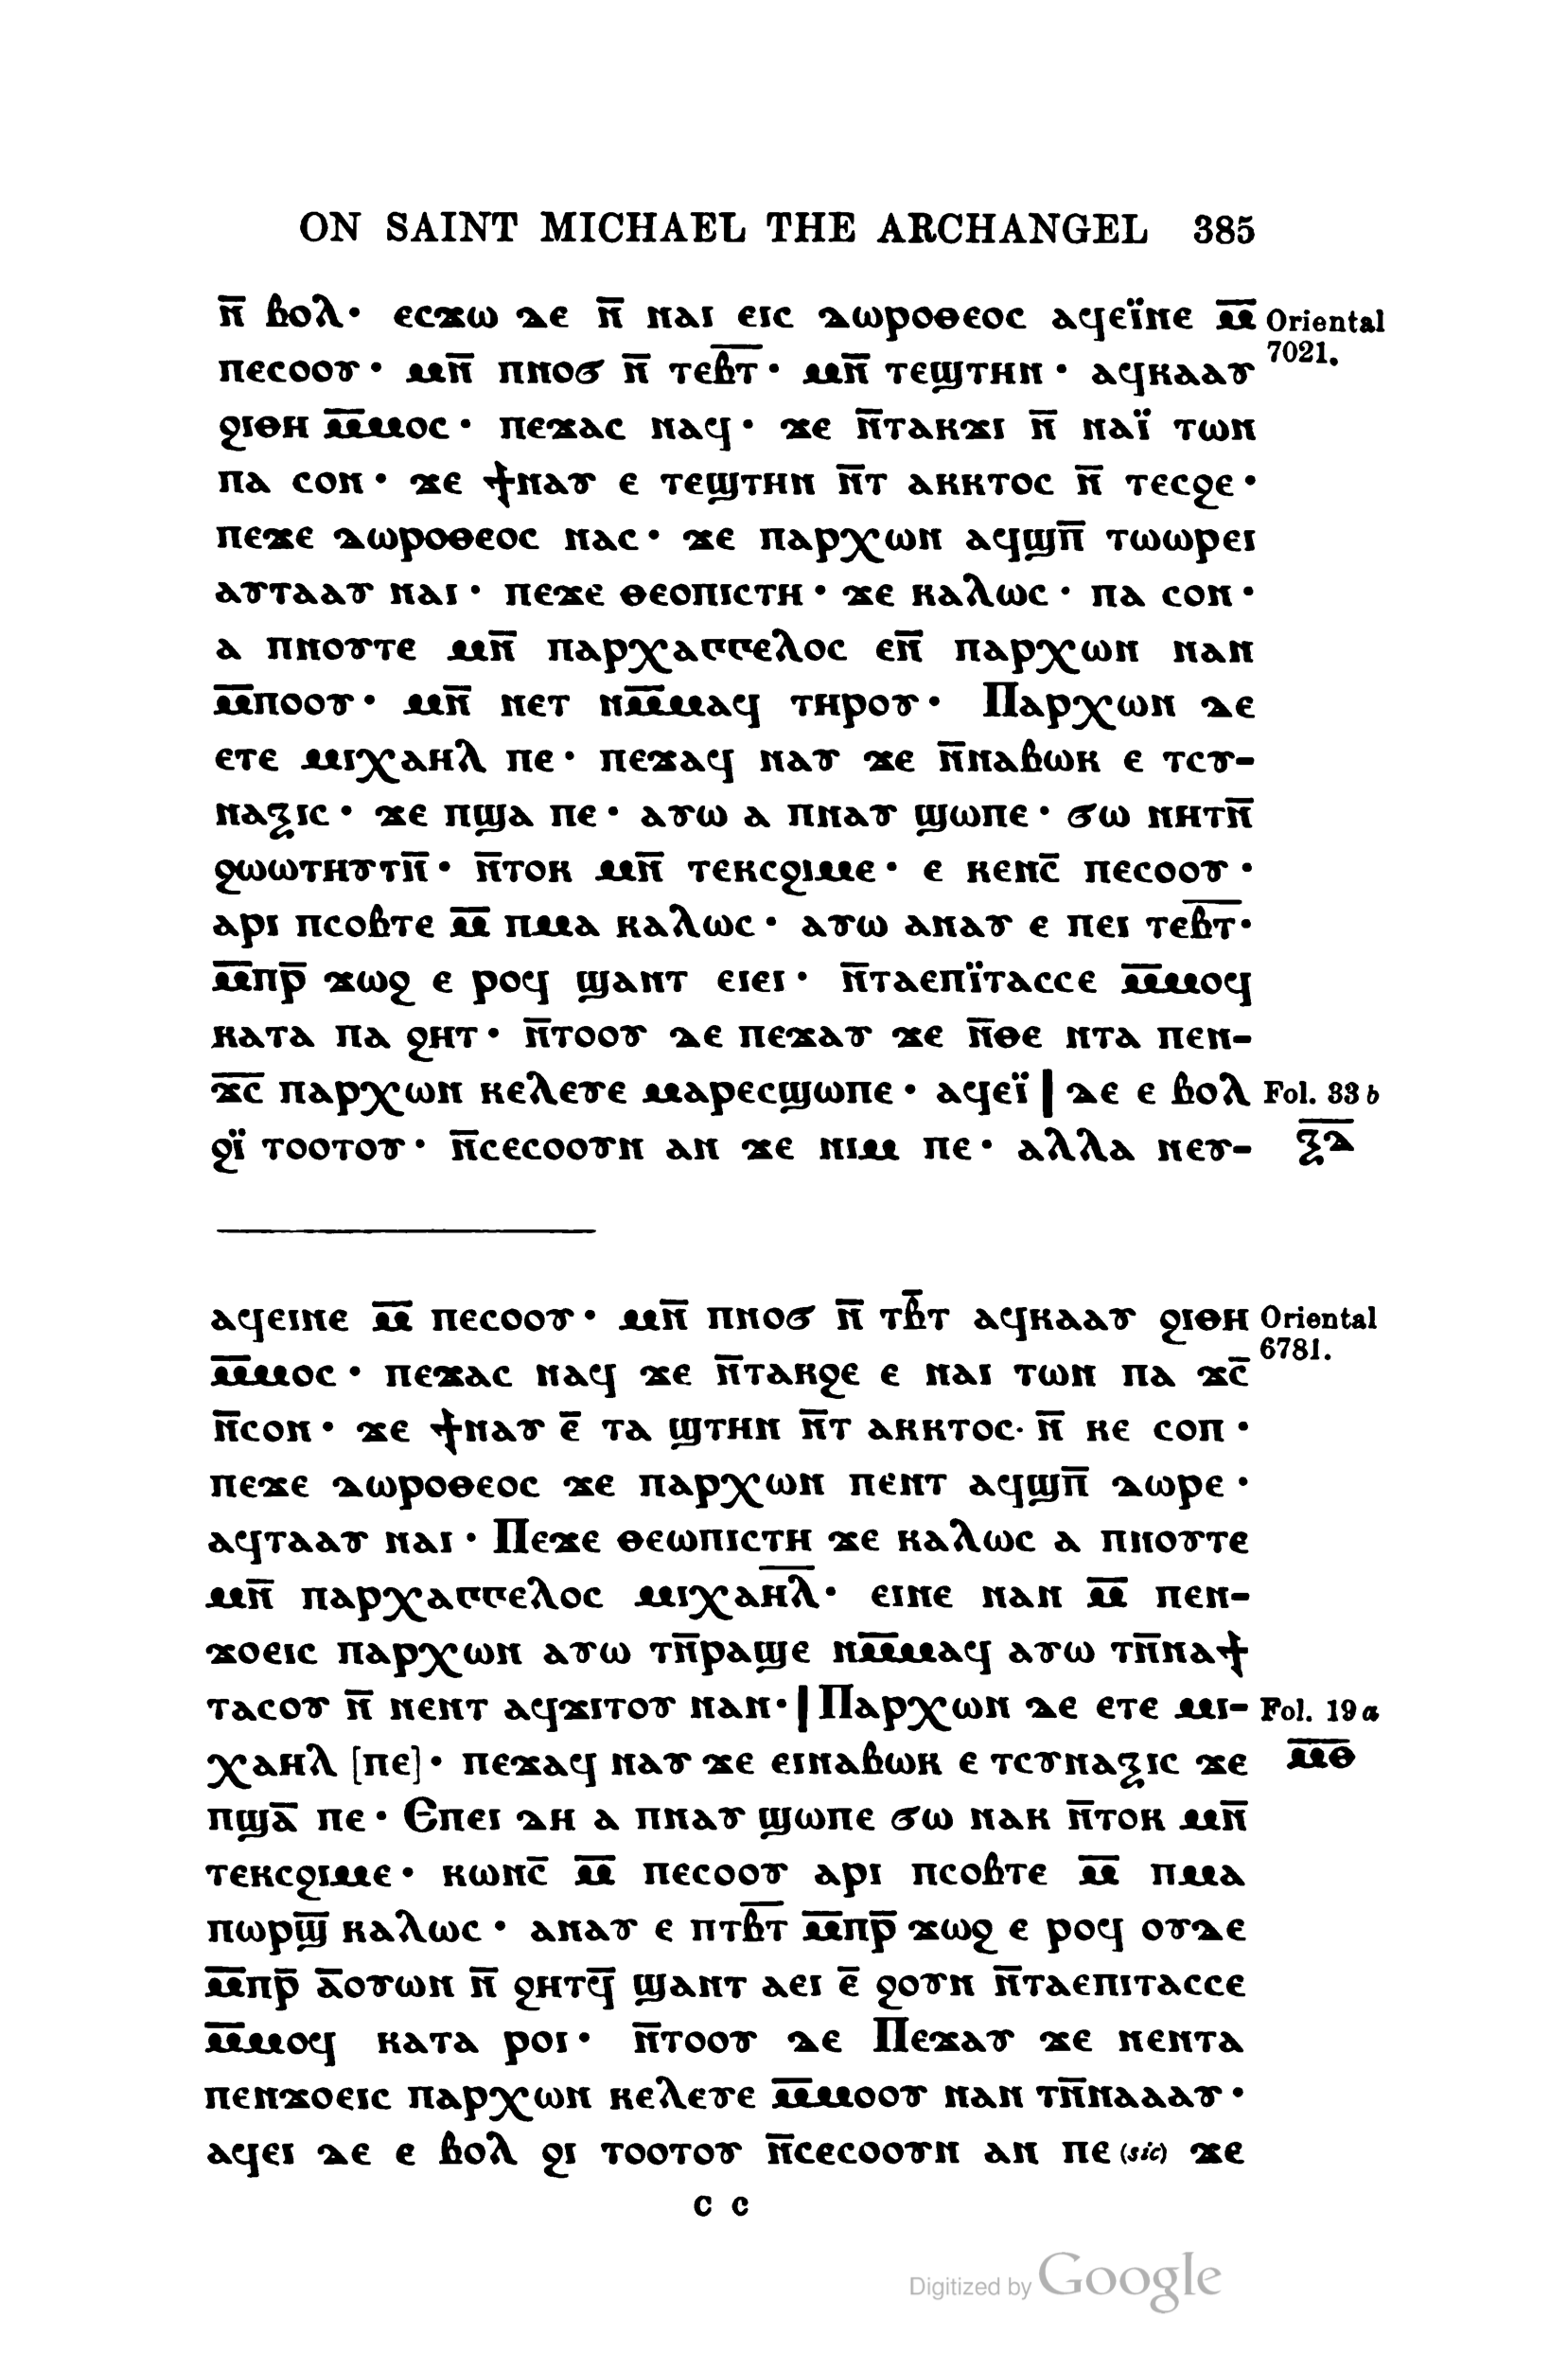 ON SAINT MICHAEL THE ARCHANGEL 385
ⲛ̅ ⲃⲟⲗ· ⲉⲥϫⲱ ⲇⲉ ⲛ̅ ⲛⲁⲓ ⲉⲓⲥ ⲇⲱⲣⲟⲑⲉⲟⲥ ⲁϥⲉⲓ̈ⲛⲉ ⲙ̅ Oriental 7021.
ⲡⲉⲥⲟⲟⲩ· ⲙⲛ̅ ⲡⲛⲟϭ ⲛ̅ ⲧⲉⲃ̅ⲧ̅· ⲙⲛ̅ ⲧⲉϣⲧⲏⲛ· ⲁϥⲕⲁⲁⲩ
ϩⲓⲑⲏ ⲙ̅ⲙⲟⲥ· ⲡⲉϫⲁⲥ ⲛⲁϥ· ϫⲉ ⲛ̅ⲧⲁⲕϫⲓ ⲛ̅ ⲛⲁⲓ̈ ⲧⲱⲛ
ⲡⲁ ⲥⲟⲛ· ϫⲉ ϯⲛⲁⲩ ⲉ ⲧⲉϣⲧⲏⲛ ⲛ̅ⲧ ⲁⲕⲕⲧⲟⲥ ⲛ̅ ⲧⲉⲥϩⲉ·
ⲡⲉϫⲉ ⲇⲱⲣⲟⲑⲉⲟⲥ ⲛⲁⲥ· ϫⲉ ⲡⲁⲣⲭⲱⲛ ⲁϥϣⲡ̅ ⲧⲱⲱⲣⲉⲓ
ⲁⲩⲧⲁⲁⲩ ⲛⲁⲓ· ⲡⲉϫⲉ ⲑⲉⲟⲡⲓⲥⲧⲏ· ϫⲉ ⲕⲁⲗⲱⲥ· ⲡⲁ ⲥⲟⲛ·
ⲁ ⲡⲛⲟⲩⲧⲉ ⲙⲛ̅ ⲡⲁⲣⲭⲁⲅⲅⲉⲗⲟⲥ ⲉⲛ̅ ⲡⲁⲣⲭⲱⲛ ⲛⲁⲛ
ⲙ̅ⲡⲟⲟⲩ· ⲙⲛ̅ ⲛⲉⲧ ⲛⲙ̅ⲙⲁϥ ⲧⲏⲣⲟⲩ· Ⲡⲁⲣⲭⲱⲛ ⲇⲉ
ⲉⲧⲉ ⲙⲓⲭⲁⲏⲗ ⲡⲉ· ⲡⲉϫⲁϥ ⲛⲁⲩ ϫⲉ ⲛ̅ⲛⲁⲃⲱⲕ ⲉ ⲧⲥⲩ-
ⲛⲁⲝⲓⲥ· ϫⲉ ⲡϣⲁ ⲡⲉ· ⲁⲩⲱ ⲁ ⲡⲛⲁⲩ ϣⲱⲡⲉ· ϭⲱ ⲛⲏⲧⲛ̅
ϩⲱⲱⲧⲏⲩⲧⲛ̅· ⲛ̅ⲧⲟⲕ ⲙⲛ̅ ⲧⲉⲕⲥϩⲓⲙⲉ· ⲉ ⲕⲉⲛⲥ̅ ⲡⲉⲥⲟⲟⲩ·
ⲁⲣⲓ ⲡⲥⲟⲃⲧⲉ ⲙ̅ ⲡⲙⲁ ⲕⲁⲗⲱⲥ· ⲁⲩⲱ ⲁⲛⲁⲩ ⲉ ⲡⲉⲓ ⲧⲉⲃ̅ⲧ̅·
ⲙ̅ⲡⲣ̅ ϫⲱϩ ⲉ ⲣⲟϥ ϣⲁⲛⲧ ⲉⲓⲉⲓ· ⲛ̅ⲧⲁⲉⲡⲓ̈ⲧⲁⲥⲥⲉ ⲙ̅ⲙⲟϥ
ⲕⲁⲧⲁ ⲡⲁ ϩⲏⲧ· ⲛ̅ⲧⲟⲟⲩ ⲇⲉ ⲡⲉϫⲁⲩ ϫⲉ ⲛ̅ⲑⲉ ⲛⲧⲁ ⲡⲉⲛ-
ϫ̅ⲥ̅ ⲡⲁⲣⲭⲱⲛ ⲕⲉⲗⲉⲩⲉ ⲙⲁⲣⲉⲥϣⲱⲡⲉ· ⲁϥⲉⲓ̈ | ⲇⲉ ⲉ ⲃⲟⲗ Fol. 33 b
ϩⲓ̈ ⲧⲟⲟⲧⲟⲩ· ⲛ̅ⲥⲉⲥⲟⲟⲩⲛ ⲁⲛ ϫⲉ ⲛⲓⲙ ⲡⲉ· ⲁⲗⲗⲁ ⲛⲉⲩ- ⲝ̅ⲇ̅
ⲁϥⲉⲓⲛⲉ ⲙ̅ ⲡⲉⲥⲟⲟⲩ· ⲙⲛ̅ ⲡⲛⲟϭ ⲛ̅ ⲧⲃ̅ⲧ ⲁϥⲕⲁⲁⲩ ϩⲓⲑⲏ Oriental 6781.
ⲙ̅ⲙⲟⲥ· ⲡⲉϫⲁⲥ ⲛⲁϥ ϫⲉ ⲛ̅ⲧⲁⲕϩⲉ ⲉ ⲛⲁⲓ ⲧⲱⲛ ⲡⲁ ϫⲥ̅
ⲛ̅ⲥⲟⲛ· ϫⲉ ϯⲛⲁⲩ ⲉ̅ ⲧⲁ ϣⲧⲏⲛ ⲛ̅ⲧ ⲁⲕⲕⲧⲟⲥ· ⲛ̅ ⲕⲉ ⲥⲟⲡ·
ⲡⲉϫⲉ ⲇⲱⲣⲟⲑⲉⲟⲥ ϫⲉ ⲡⲁⲣⲭⲱⲛ ⲡⲉⲛⲧ ⲁϥϣⲡ̅ ⲇⲱⲣⲉ·
ⲁϥⲧⲁⲁⲩ ⲛⲁⲓ· Ⲡⲉϫⲉ ⲑⲉⲱⲡⲓⲥⲧⲏ ϫⲉ ⲕⲁⲗⲱⲥ ⲁ ⲡⲛⲟⲩⲧⲉ
ⲙⲛ̅ ⲡⲁⲣⲭⲁⲅⲅⲉⲗⲟⲥ ⲙⲓⲭⲁⲏ̅ⲗ̅· ⲉⲓⲛⲉ ⲛⲁⲛ ⲙ̅ ⲡⲉⲛ-
ϫⲟⲉⲓⲥ ⲡⲁⲣⲭⲱⲛ ⲁⲩⲱ ⲧⲛ̅ⲣⲁϣⲉ ⲛⲙ̅ⲙⲁϥ ⲁⲩⲱ ⲧⲛ̅ⲛⲁϯ
ⲧⲁⲥⲟⲩ ⲛ̅ ⲛⲉⲛⲧ ⲁϥϫⲓⲧⲟⲩ ⲛⲁⲛ· | Ⲡⲁⲣⲭⲱⲛ ⲇⲉ ⲉⲧⲉ ⲙⲓ- Fol. 19 a
ⲭⲁⲏⲗ [ⲡⲉ]· ⲡⲉϫⲁϥ ⲛⲁⲩ ϫⲉ ⲉⲓⲛⲁⲃⲱⲕ ⲉ ⲧⲥⲩⲛⲁⲝⲓⲥ ϫⲉ ⲙ̅ⲑ̅
ⲡϣⲁ̅ ⲡⲉ· Ⲉⲡⲉⲓ ⲇⲏ ⲁ ⲡⲛⲁⲩ ϣⲱⲡⲉ ϭⲱ ⲛⲁⲕ ⲛ̅ⲧⲟⲕ ⲙⲛ̅
ⲧⲉⲕⲥϩⲓⲙⲉ· ⲕⲱⲛⲥ̅ ⲙ̅ ⲡⲉⲥⲟⲟⲩ ⲁⲣⲓ ⲡⲥⲟⲃⲧⲉ ⲙ̅ ⲡⲙⲁ
ⲡⲱⲣϣ̅ ⲕⲁⲗⲱⲥ· ⲁⲛⲁⲩ ⲉ ⲡⲧⲃ̅ⲧ̅ ⲙ̅ⲡⲣ̅ ϫⲱϩ ⲉ ⲣⲟϥ ⲟⲩⲇⲉ
ⲙ̅ⲡⲣ̅ ⲁ̅ⲟⲩⲱⲛ ⲛ̅ ϩⲏⲧϥ̅ ϣⲁⲛⲧ ⲁⲉⲓ ⲉ̅ ϩⲟⲩⲛ ⲛ̅ⲧⲁⲉⲡⲓⲧⲁⲥⲥⲉ
ⲙ̅ⲙⲟϥ ⲕⲁⲧⲁ ⲣⲟⲓ· ⲛ̅ⲧⲟⲟⲩ ⲇⲉ Ⲡⲉϫⲁⲩ ϫⲉ ⲛⲉⲛⲧⲁ
ⲡⲉⲛϫⲟⲉⲓⲥ ⲡⲁⲣⲭⲱⲛ ⲕⲉⲗⲉⲩⲉ ⲙ̅ⲙⲟⲟⲩ ⲛⲁⲛ ⲧⲛ̅ⲛⲁⲁⲁⲩ·
ⲁϥⲉⲓ ⲇⲉ ⲉ ⲃⲟⲗ ϩⲓ ⲧⲟⲟⲧⲟⲩ ⲛ̅ⲥⲉⲥⲟⲟⲩⲛ ⲁⲛ ⲡⲉ (sic) ϫⲉ
C C
Digitized by Google